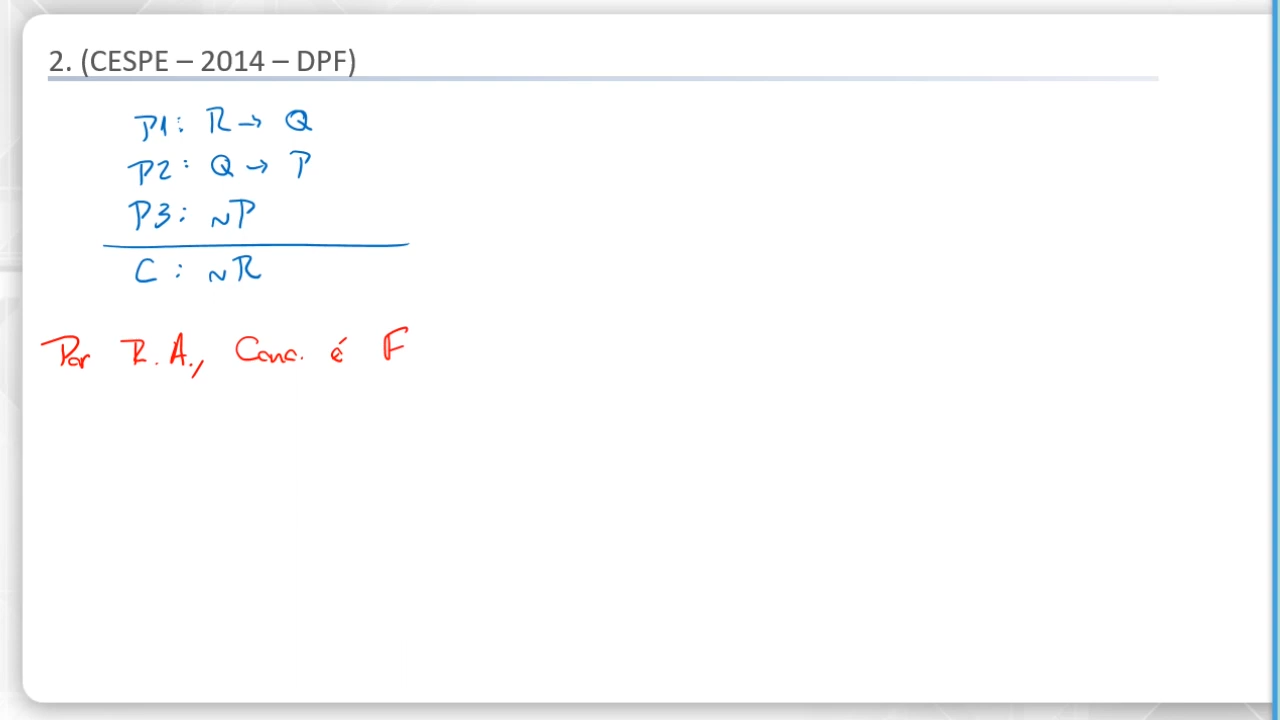 2. (CESPE – 2014 – DPF)
P1: R → Q
P2: Q → P
P3: ~P
C: ~R
Por R.A., Conc. é F